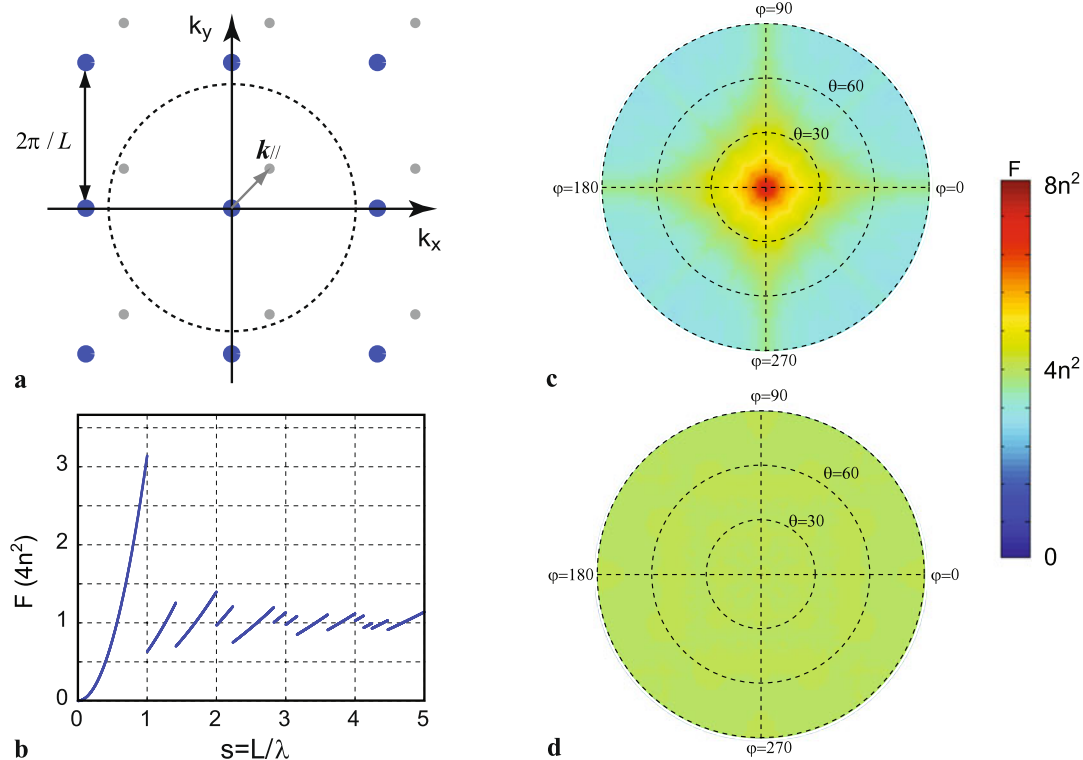 k_y
2π / L
k_//
k_x
a
F (4n²)
3
2
1
0
0 1 2 3 4 5
s=L/λ
b
φ=90
θ=60
θ=30
φ=180
φ=0
φ=270
c
F
8n²
4n²
0
φ=90
θ=60
θ=30
φ=180
φ=0
φ=270
d